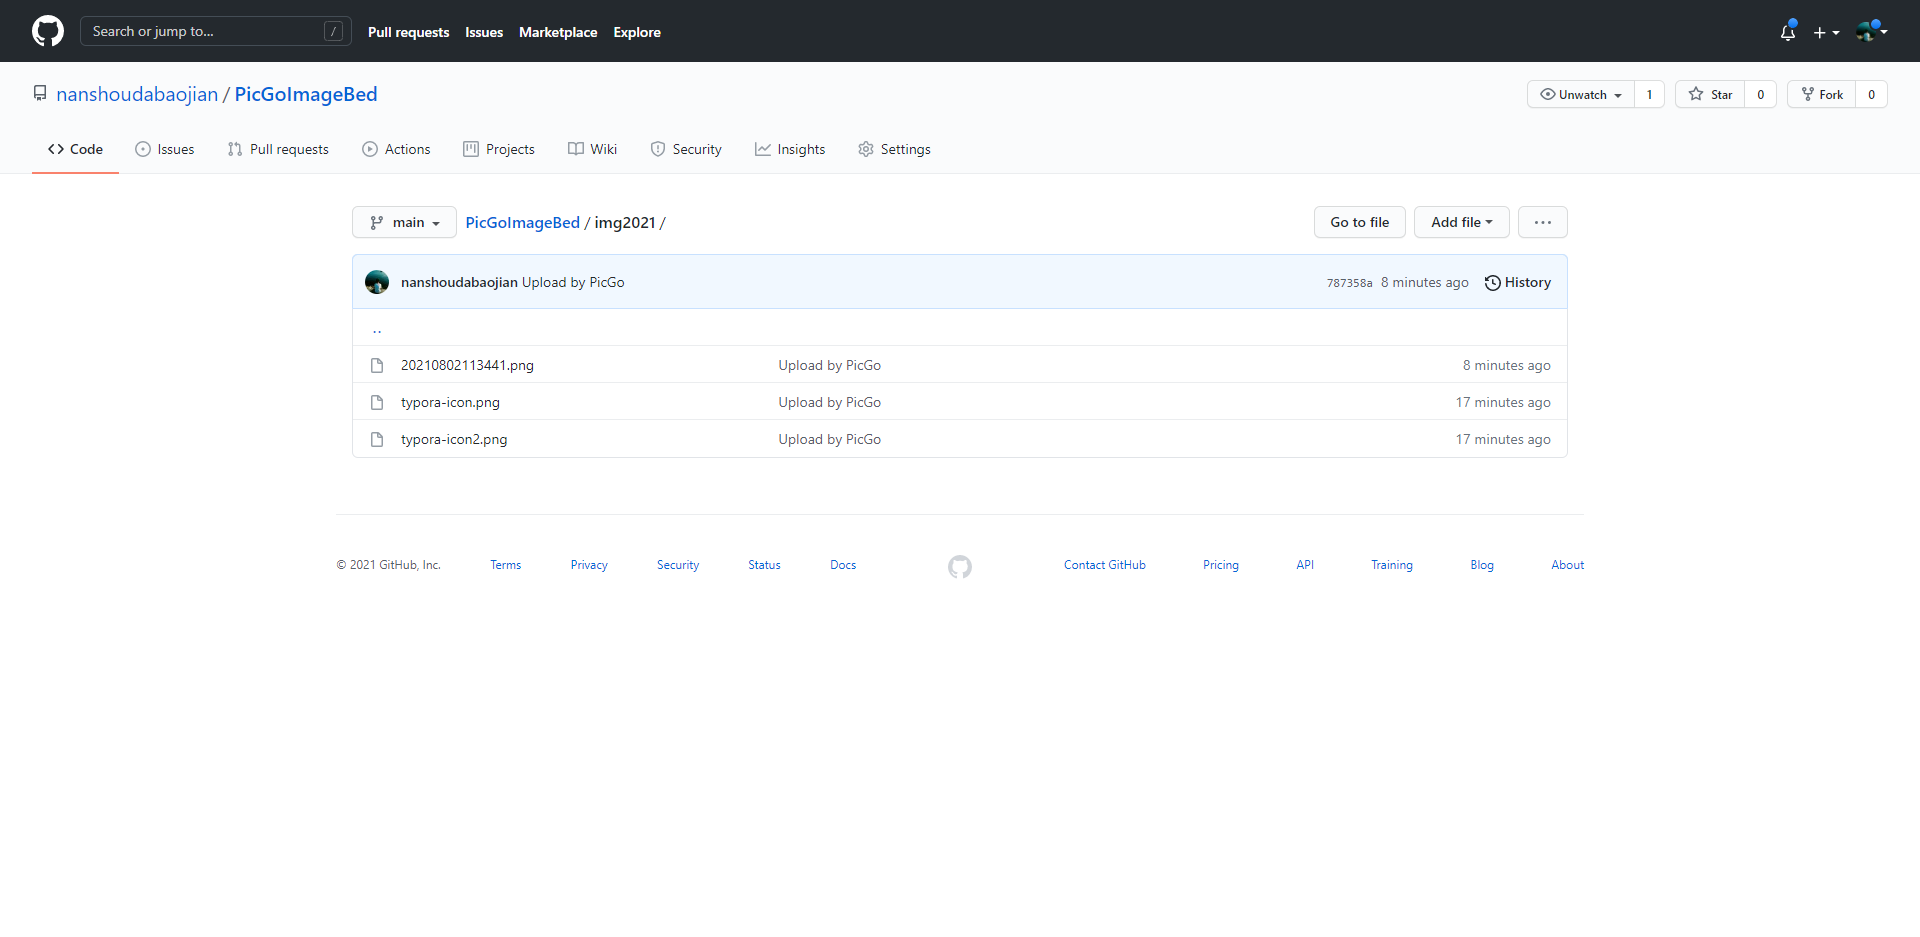 Search or jump to... / Pull requests Issues Marketplace Explore
nanshoudabaojian / PicGoImageBed Unwatch 1 Star 0 Fork 0
Code Issues Pull requests Actions Projects Wiki Security Insights Settings
main PicGoImageBed / img2021 / Go to file Add file ...
nanshoudabaojian Upload by PicGo 787358a 8 minutes ago History
..
20210802113441.png Upload by PicGo 8 minutes ago
typora-icon.png Upload by PicGo 17 minutes ago
typora-icon2.png Upload by PicGo 17 minutes ago
© 2021 GitHub, Inc. Terms Privacy Security Status Docs Contact GitHub Pricing API Training Blog About